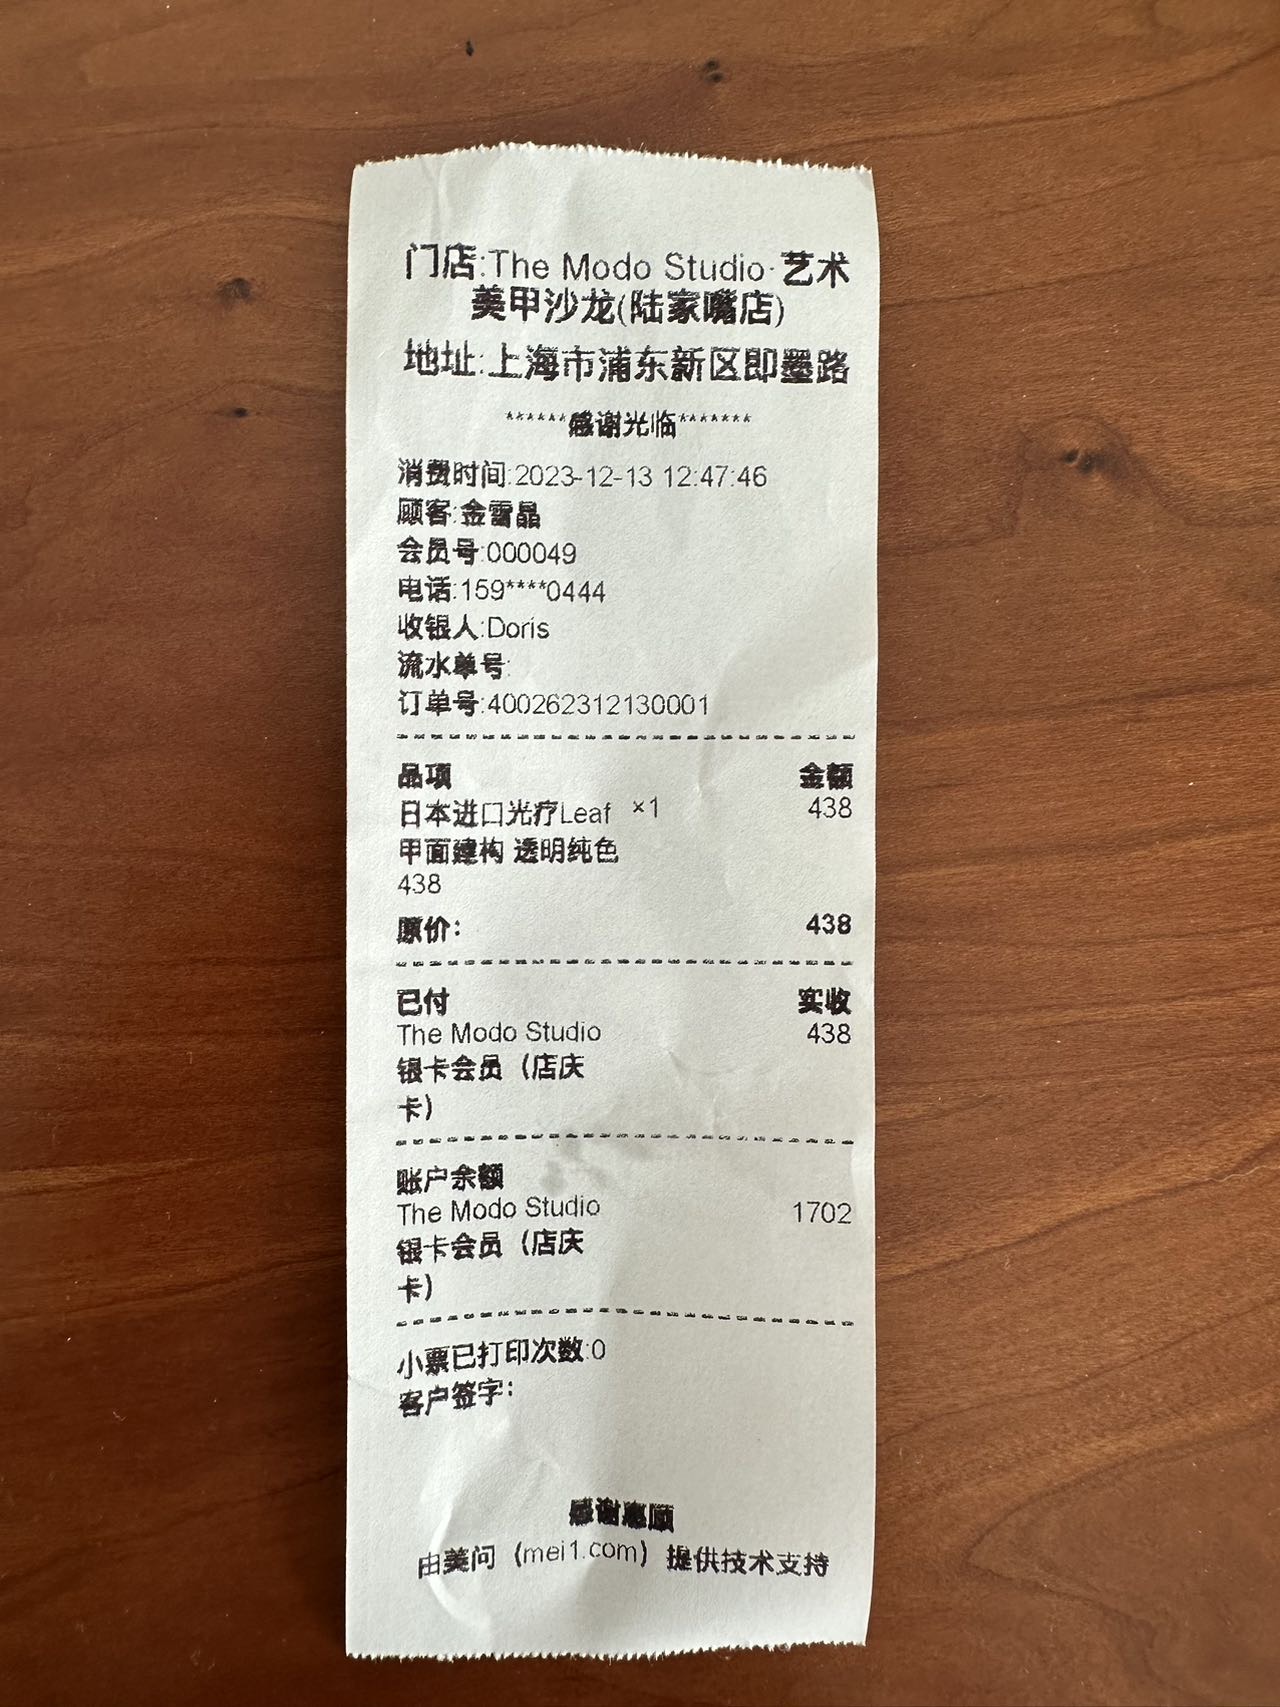 门店:The Modo Studio·艺术
美甲沙龙(陆家嘴店)
地址:上海市浦东新区即墨路
******感谢光临*******
消费时间:2023-12-13 12:47:46
顾客:金雪晶
会员号:000049
电话:159****0444
收银人:Doris
流水单号:
订单号:400262312130001
品项 金额
日本进口光疗Leaf ×1 438
甲面建构 透明纯色
438
原价： 438
已付 实收
The Modo Studio 438
银卡会员（店庆
卡）
账户余额
The Modo Studio 1702
银卡会员（店庆
卡）
小票已打印次数:0
客户签字：
感谢惠顾
由美问（mei1.com）提供技术支持